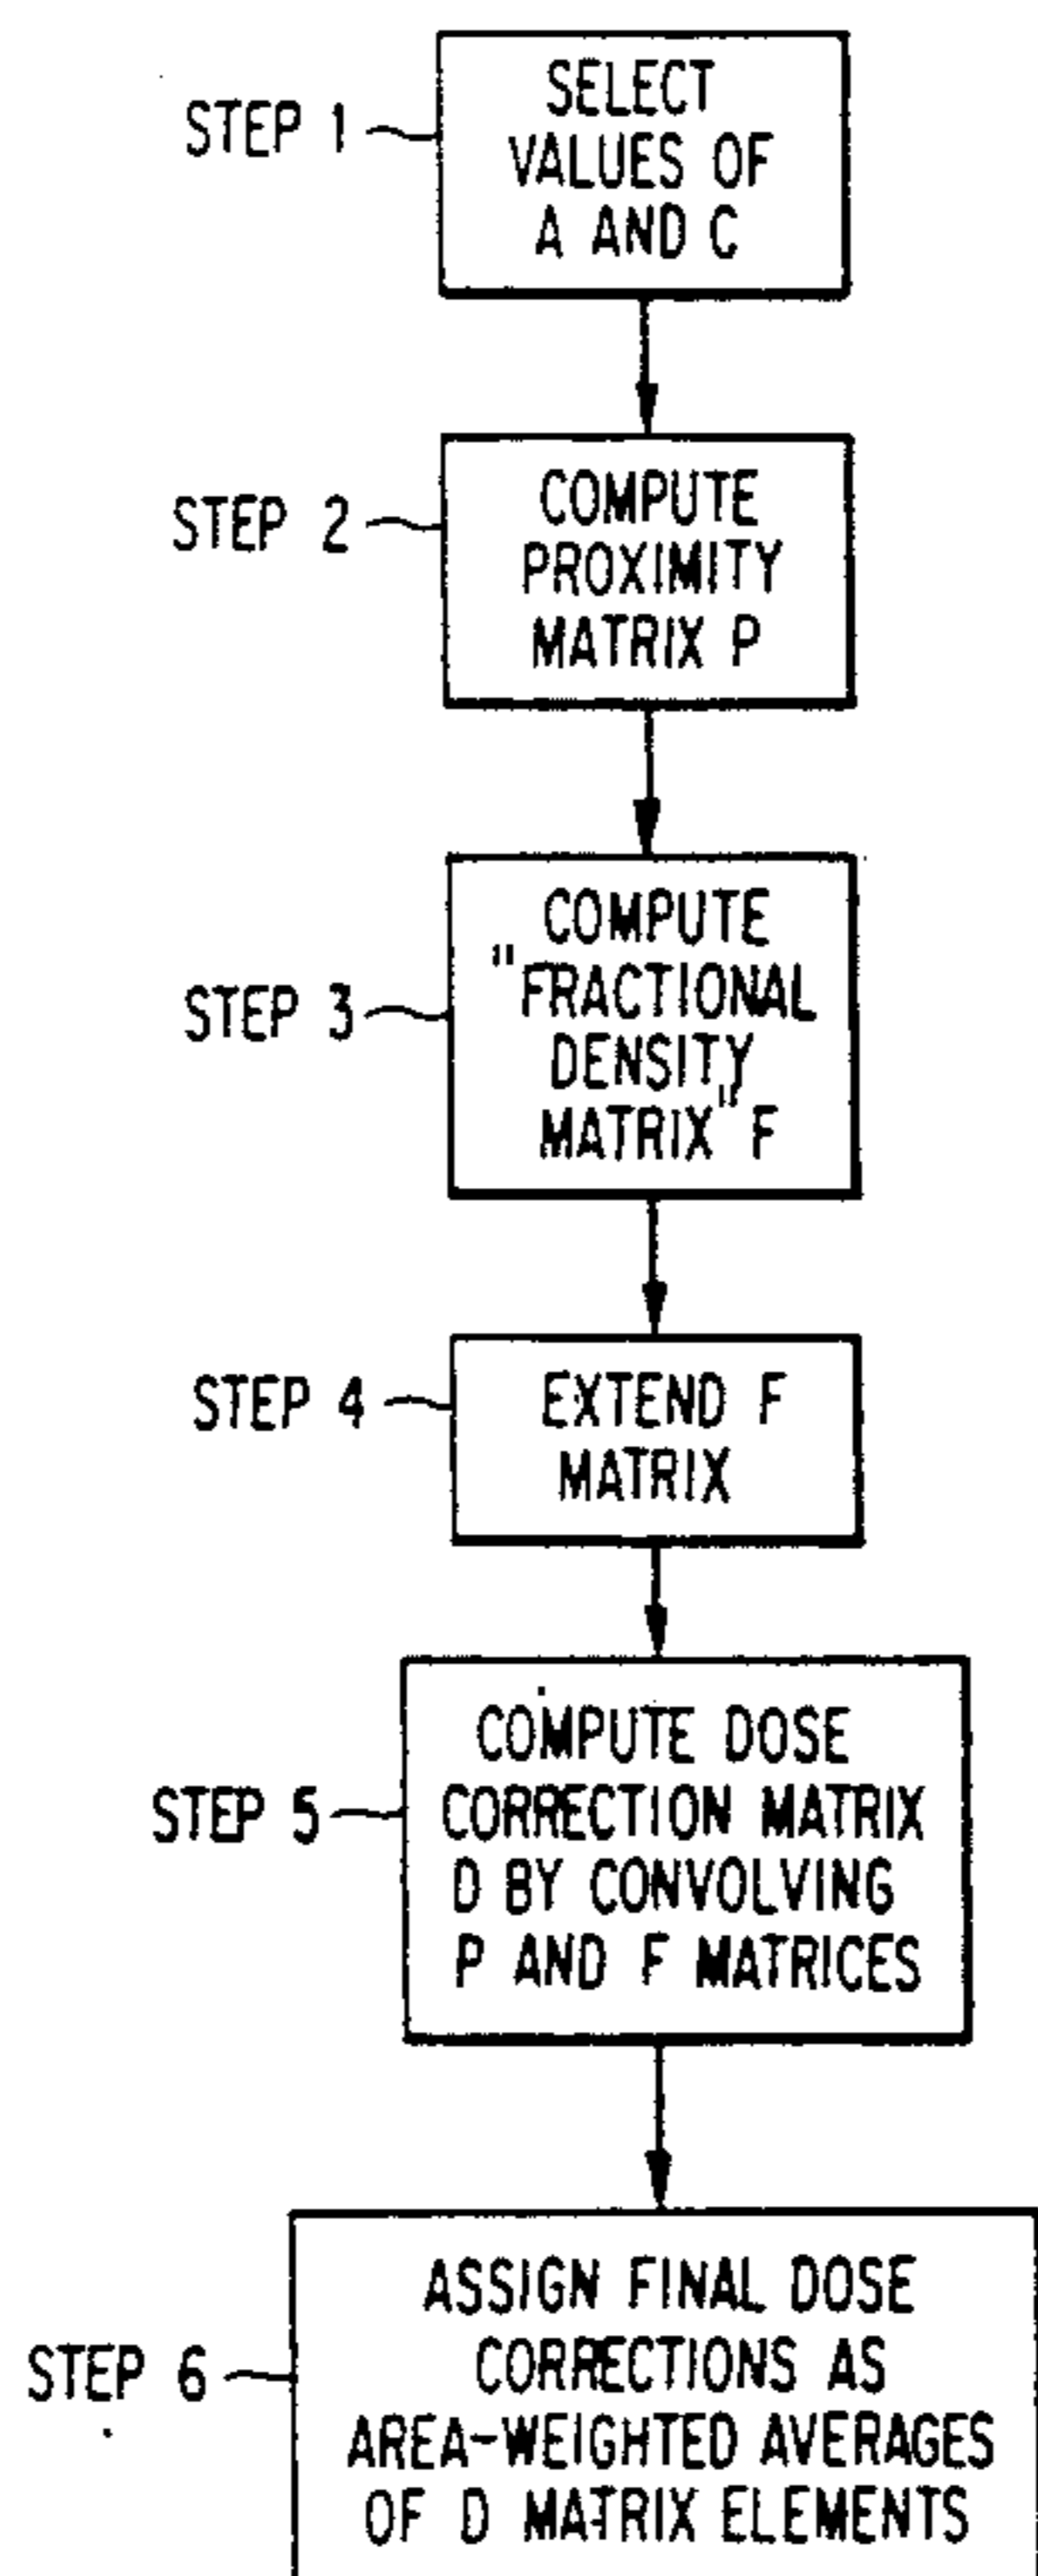 STEP 1
SELECT
VALUES OF
A AND C
STEP 2
COMPUTE
PROXIMITY
MATRIX P
STEP 3
COMPUTE
"FRACTIONAL
DENSITY
MATRIX" F
STEP 4
EXTEND F
MATRIX
STEP 5
COMPUTE DOSE
CORRECTION MATRIX
D BY CONVOLVING
P AND F MATRICES
STEP 6
ASSIGN FINAL DOSE
CORRECTIONS AS
AREA-WEIGHTED AVERAGES
OF D MATRIX ELEMENTS